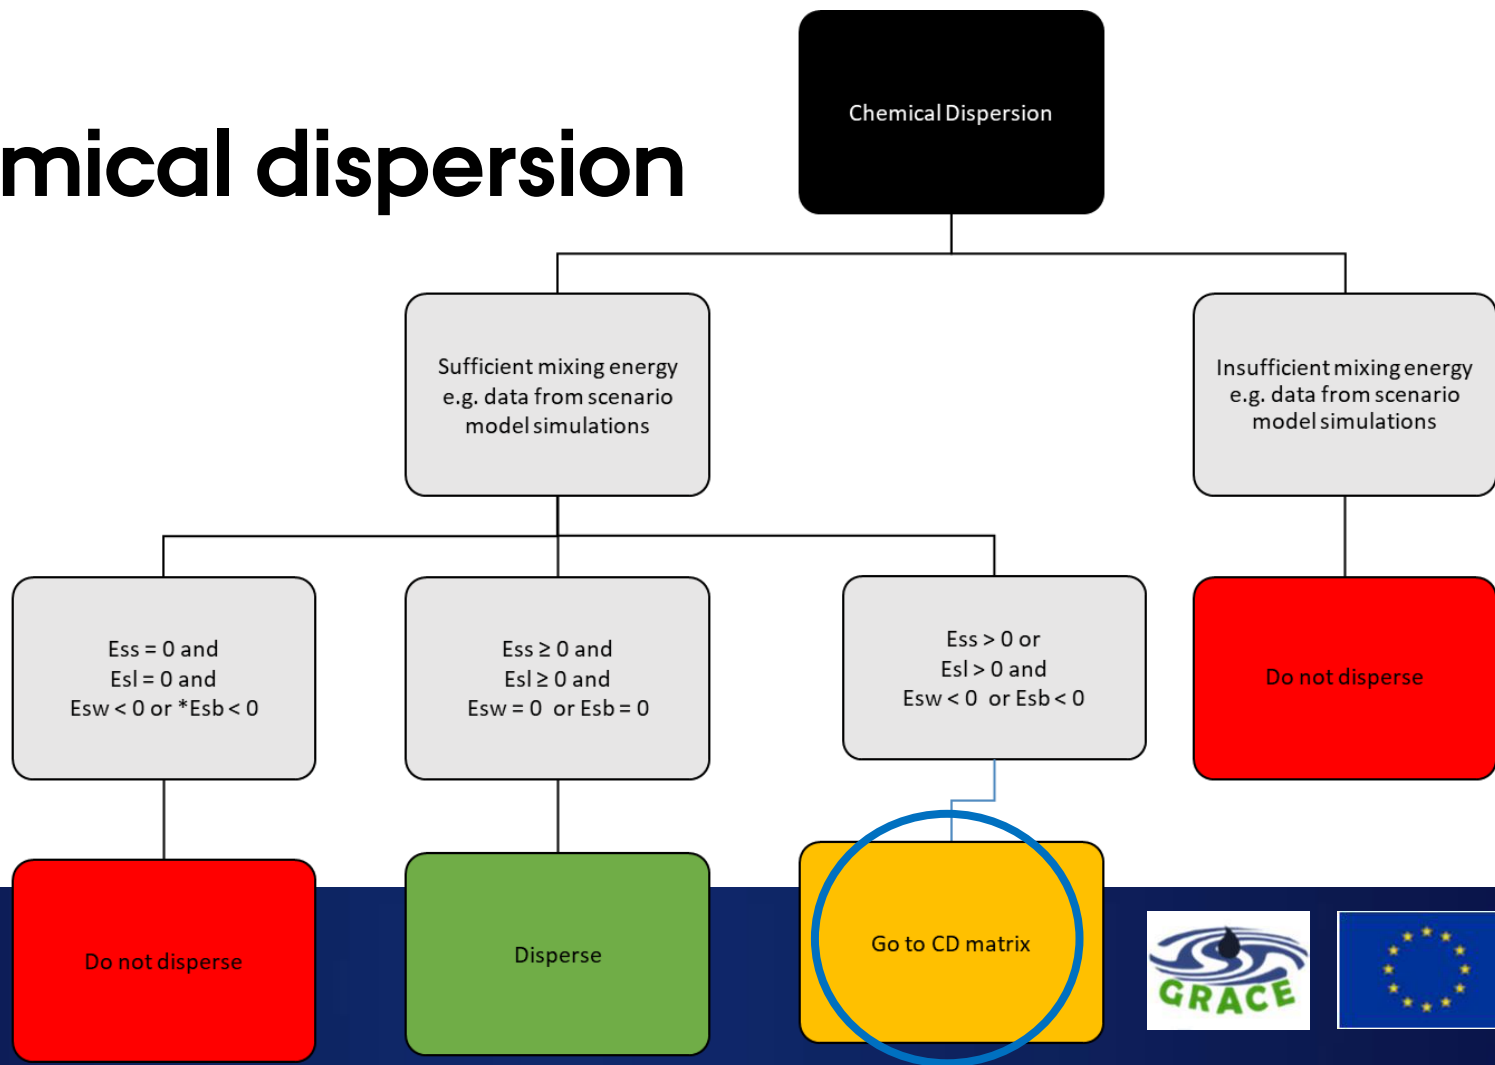 Chemical Dispersion
mical dispersion
Sufficient mixing energy
e.g. data from scenario
model simulations
Insufficient mixing energy
e.g. data from scenario
model simulations
Ess = 0 and
Esl = 0 and
Esw < 0 or *Esb < 0
Ess ≥ 0 and
Esl ≥ 0 and
Esw = 0 or Esb = 0
Ess > 0 or
Esl > 0 and
Esw < 0 or Esb < 0
Do not disperse
Do not disperse
Disperse
Go to CD matrix
GRACE